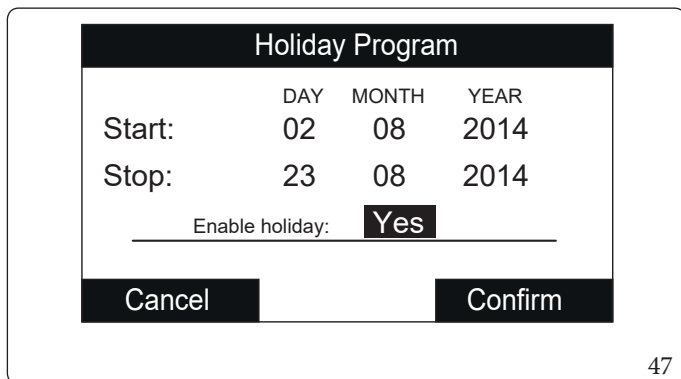 Holiday Program
DAY MONTH YEAR
Start: 02 08 2014
Stop: 23 08 2014
Enable holiday: Yes
Cancel Confirm
47